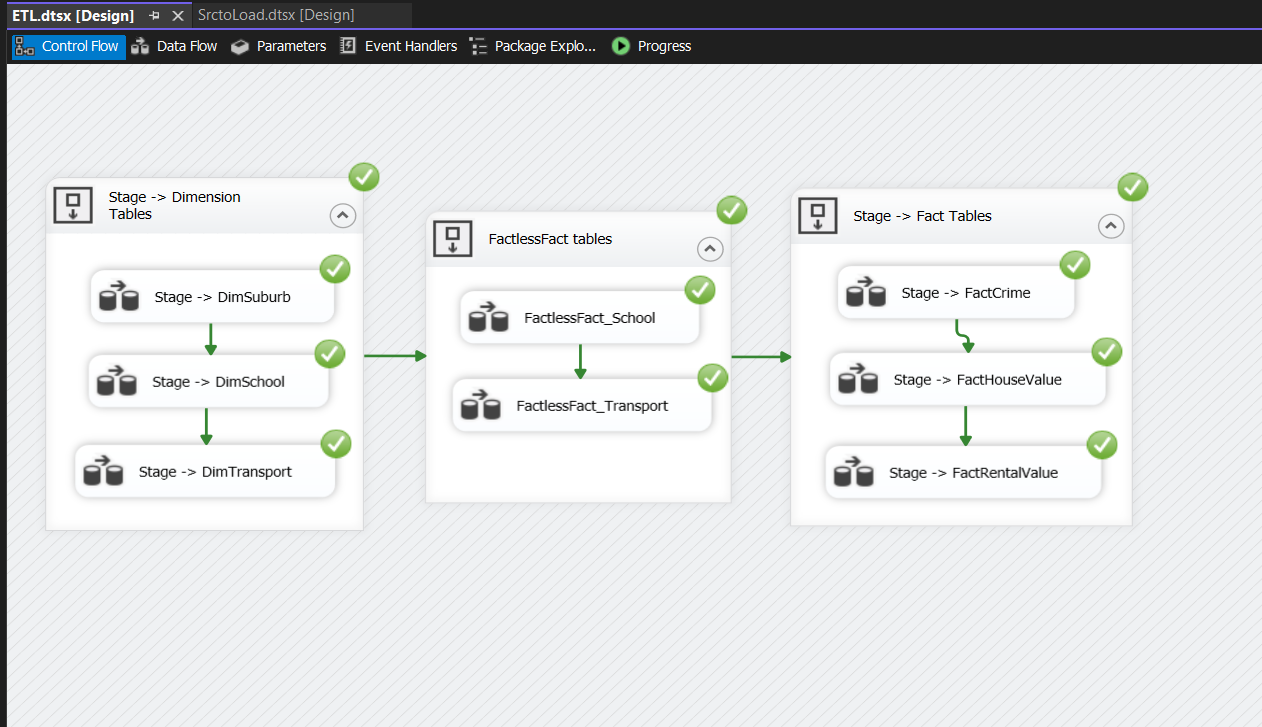 ETL.dtsx [Design] SrctoLoad.dtsx [Design]
Control Flow Data Flow Parameters Event Handlers Package Explo... Progress
Stage -> Dimension
Tables
Stage -> DimSuburb
Stage -> DimSchool
Stage -> DimTransport
FactlessFact tables
FactlessFact_School
FactlessFact_Transport
Stage -> Fact Tables
Stage -> FactCrime
Stage -> FactHouseValue
Stage -> FactRentalValue